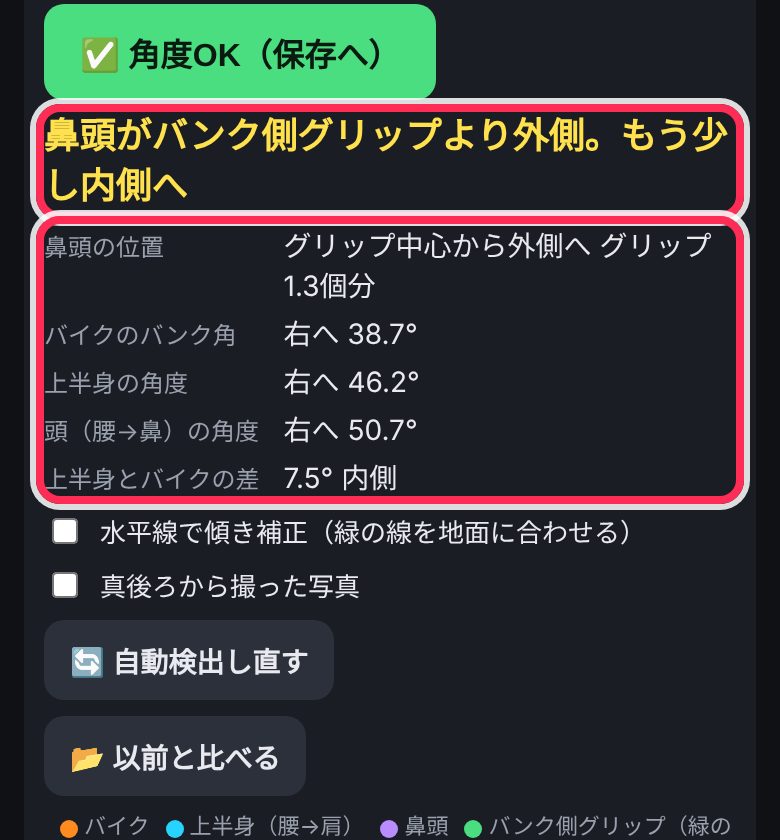 ✅ 角度OK（保存へ）
鼻頭がバンク側グリップより外側。もう少
し内側へ
鼻頭の位置 グリップ中心から外側へ グリップ
1.3個分
バイクのバンク角 右へ 38.7°
上半身の角度 右へ 46.2°
頭（腰→鼻）の角度 右へ 50.7°
上半身とバイクの差 7.5° 内側
水平線で傾き補正（緑の線を地面に合わせる）
真後ろから撮った写真
🔄 自動検出し直す
📂 以前と比べる
バイク 上半身（腰→肩） 鼻頭 バンク側グリップ（緑の